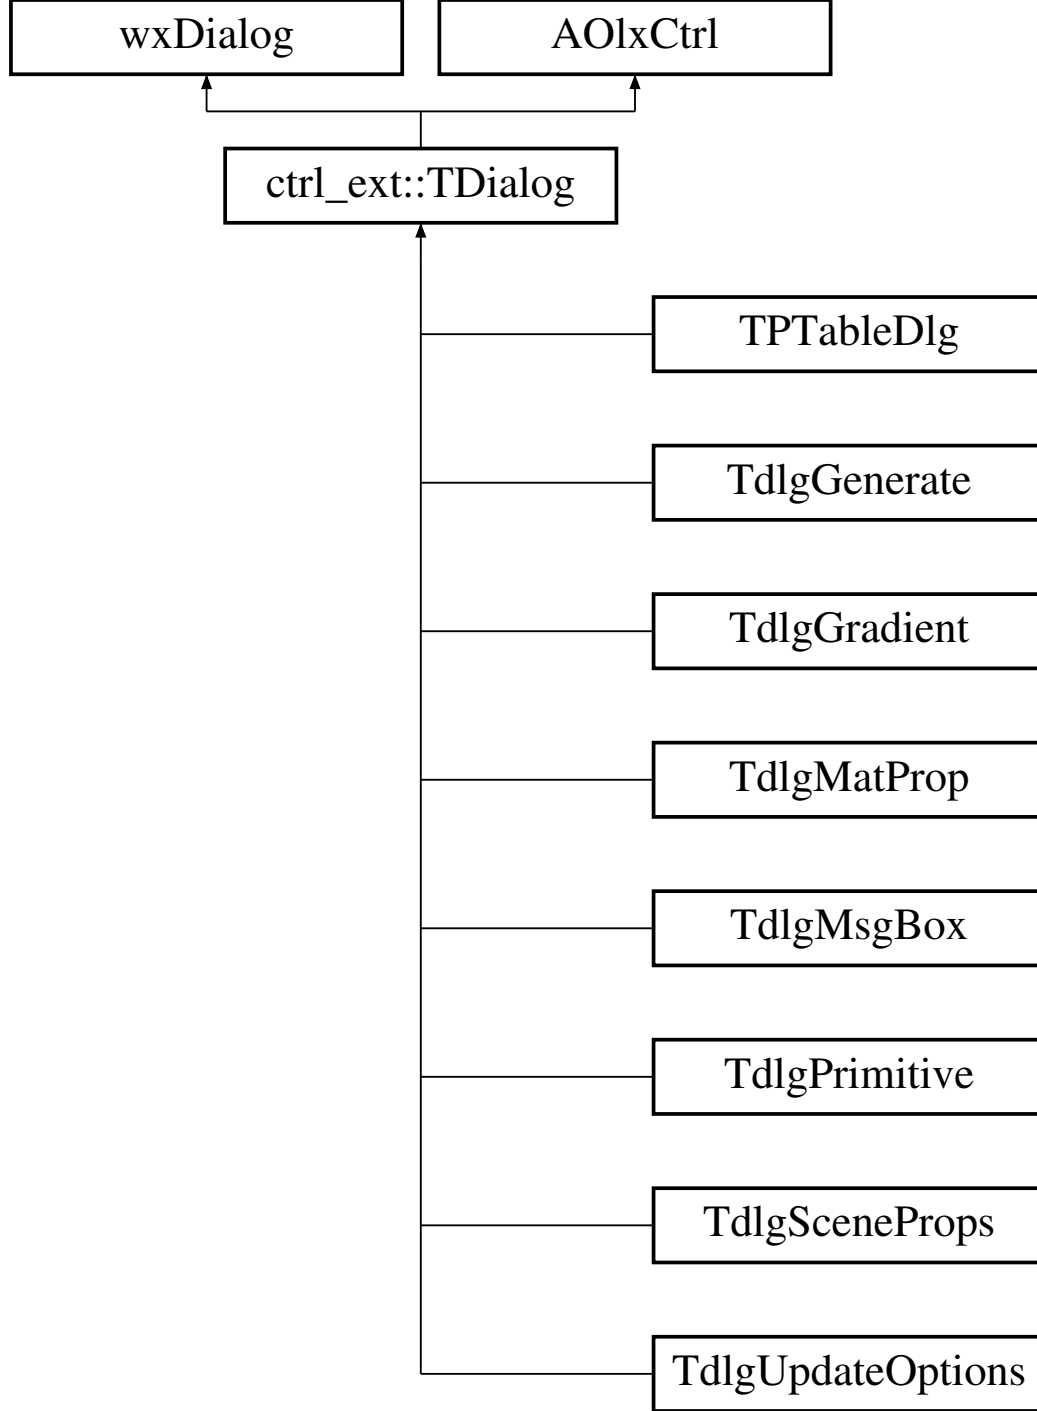 wxDialog
AOlxCtrl
ctrl_ext::TDialog
TPTableDlg
TdlgGenerate
TdlgGradient
TdlgMatProp
TdlgMsgBox
TdlgPrimitive
TdlgSceneProps
TdlgUpdateOptions